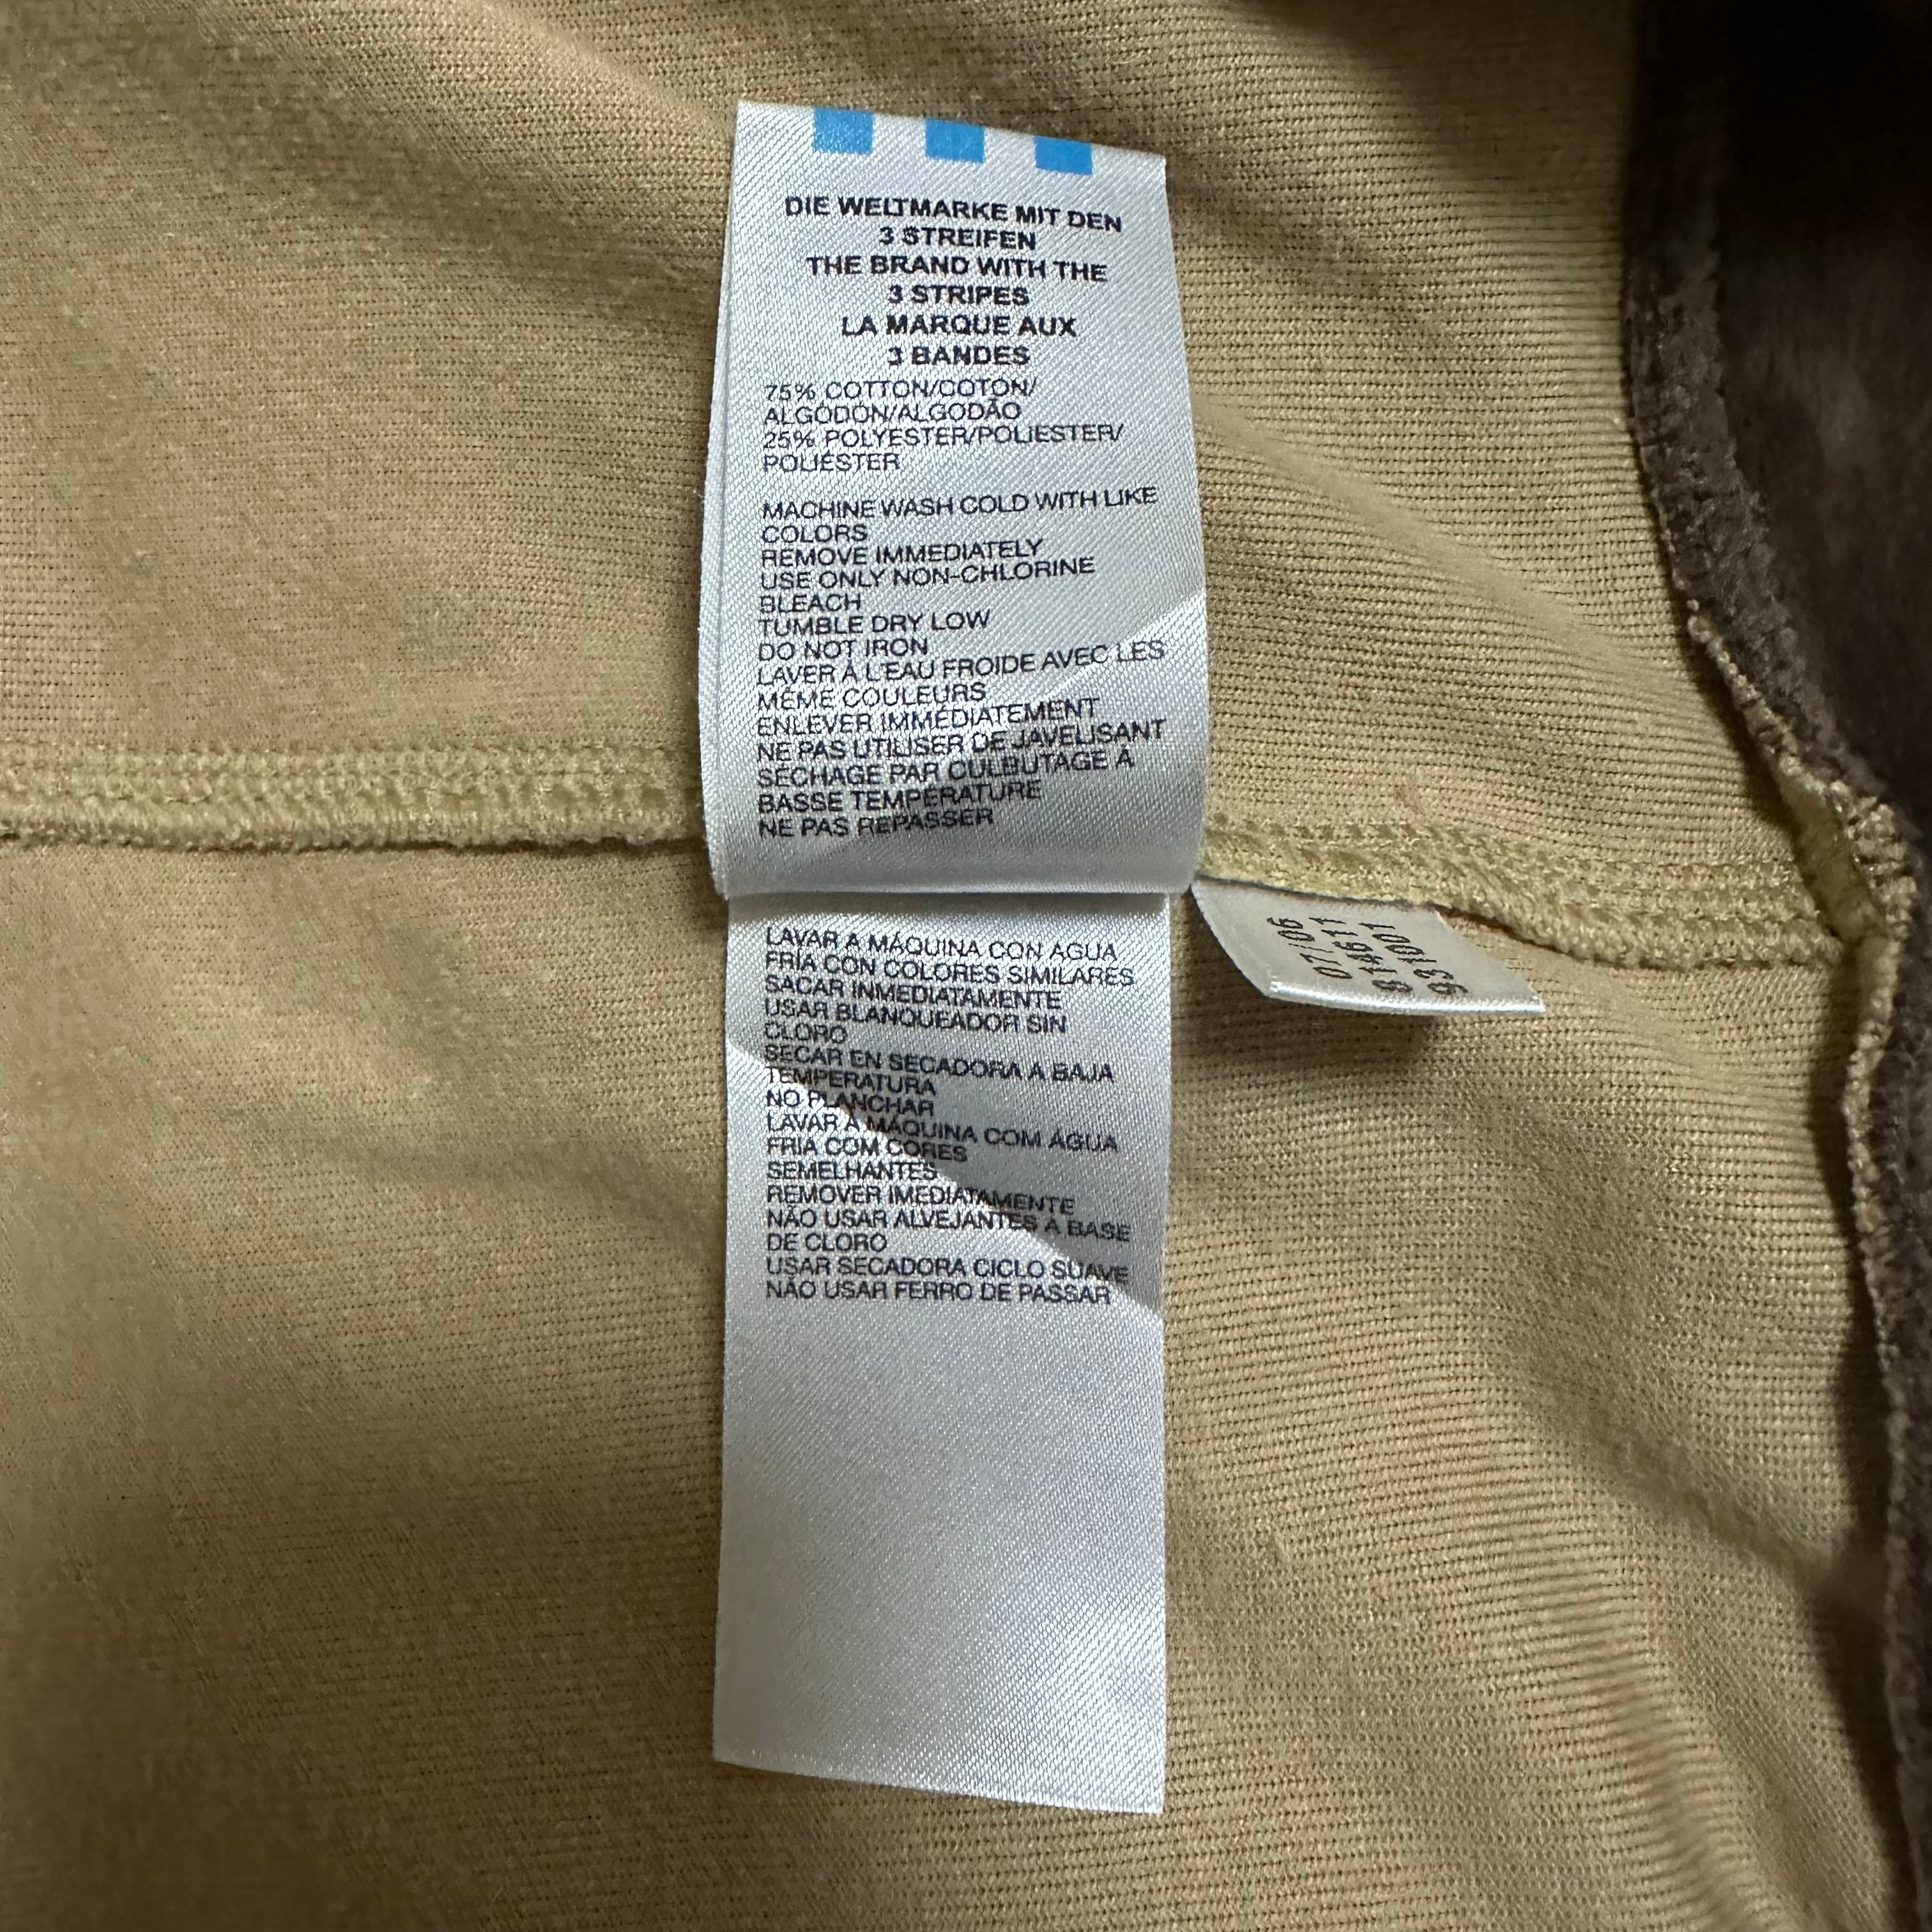 DIE WELTMARKE MIT DEN
3 STREIFEN
THE BRAND WITH THE
3 STRIPES
LA MARQUE AUX
3 BANDES
75% COTTON/COTON/
ALGODÓN/ALGODÃO
25% POLYESTER/POLIESTER/
POLIÉSTER
MACHINE WASH COLD WITH LIKE
COLORS
REMOVE IMMEDIATELY
USE ONLY NON-CHLORINE
BLEACH
TUMBLE DRY LOW
DO NOT IRON
LAVER À L'EAU FROIDE AVEC LES
MÊME COULEURS
ENLEVER IMMÉDIATEMENT
NE PAS UTILISER DE JAVELISANT
SÉCHAGE PAR CULBUTAGE À
BASSE TEMPÉRATURE
NE PAS REPASSER
LAVAR A MÁQUINA CON AGUA
FRÍA CON COLORES SIMILARES
SACAR INMEDIATAMENTE
USAR BLANQUEADOR SIN
CLORO
SECAR EN SECADORA A BAJA
TEMPERATURA
NO PLANCHAR
LAVAR À MÁQUINA COM ÁGUA
FRIA COM CORES
SEMELHANTES
REMOVER IMEDIATAMENTE
NÃO USAR ALVEJANTES A BASE
DE CLORO
USAR SECADORA CICLO SUAVE
NÃO USAR FERRO DE PASSAR
07/06
814611
931001